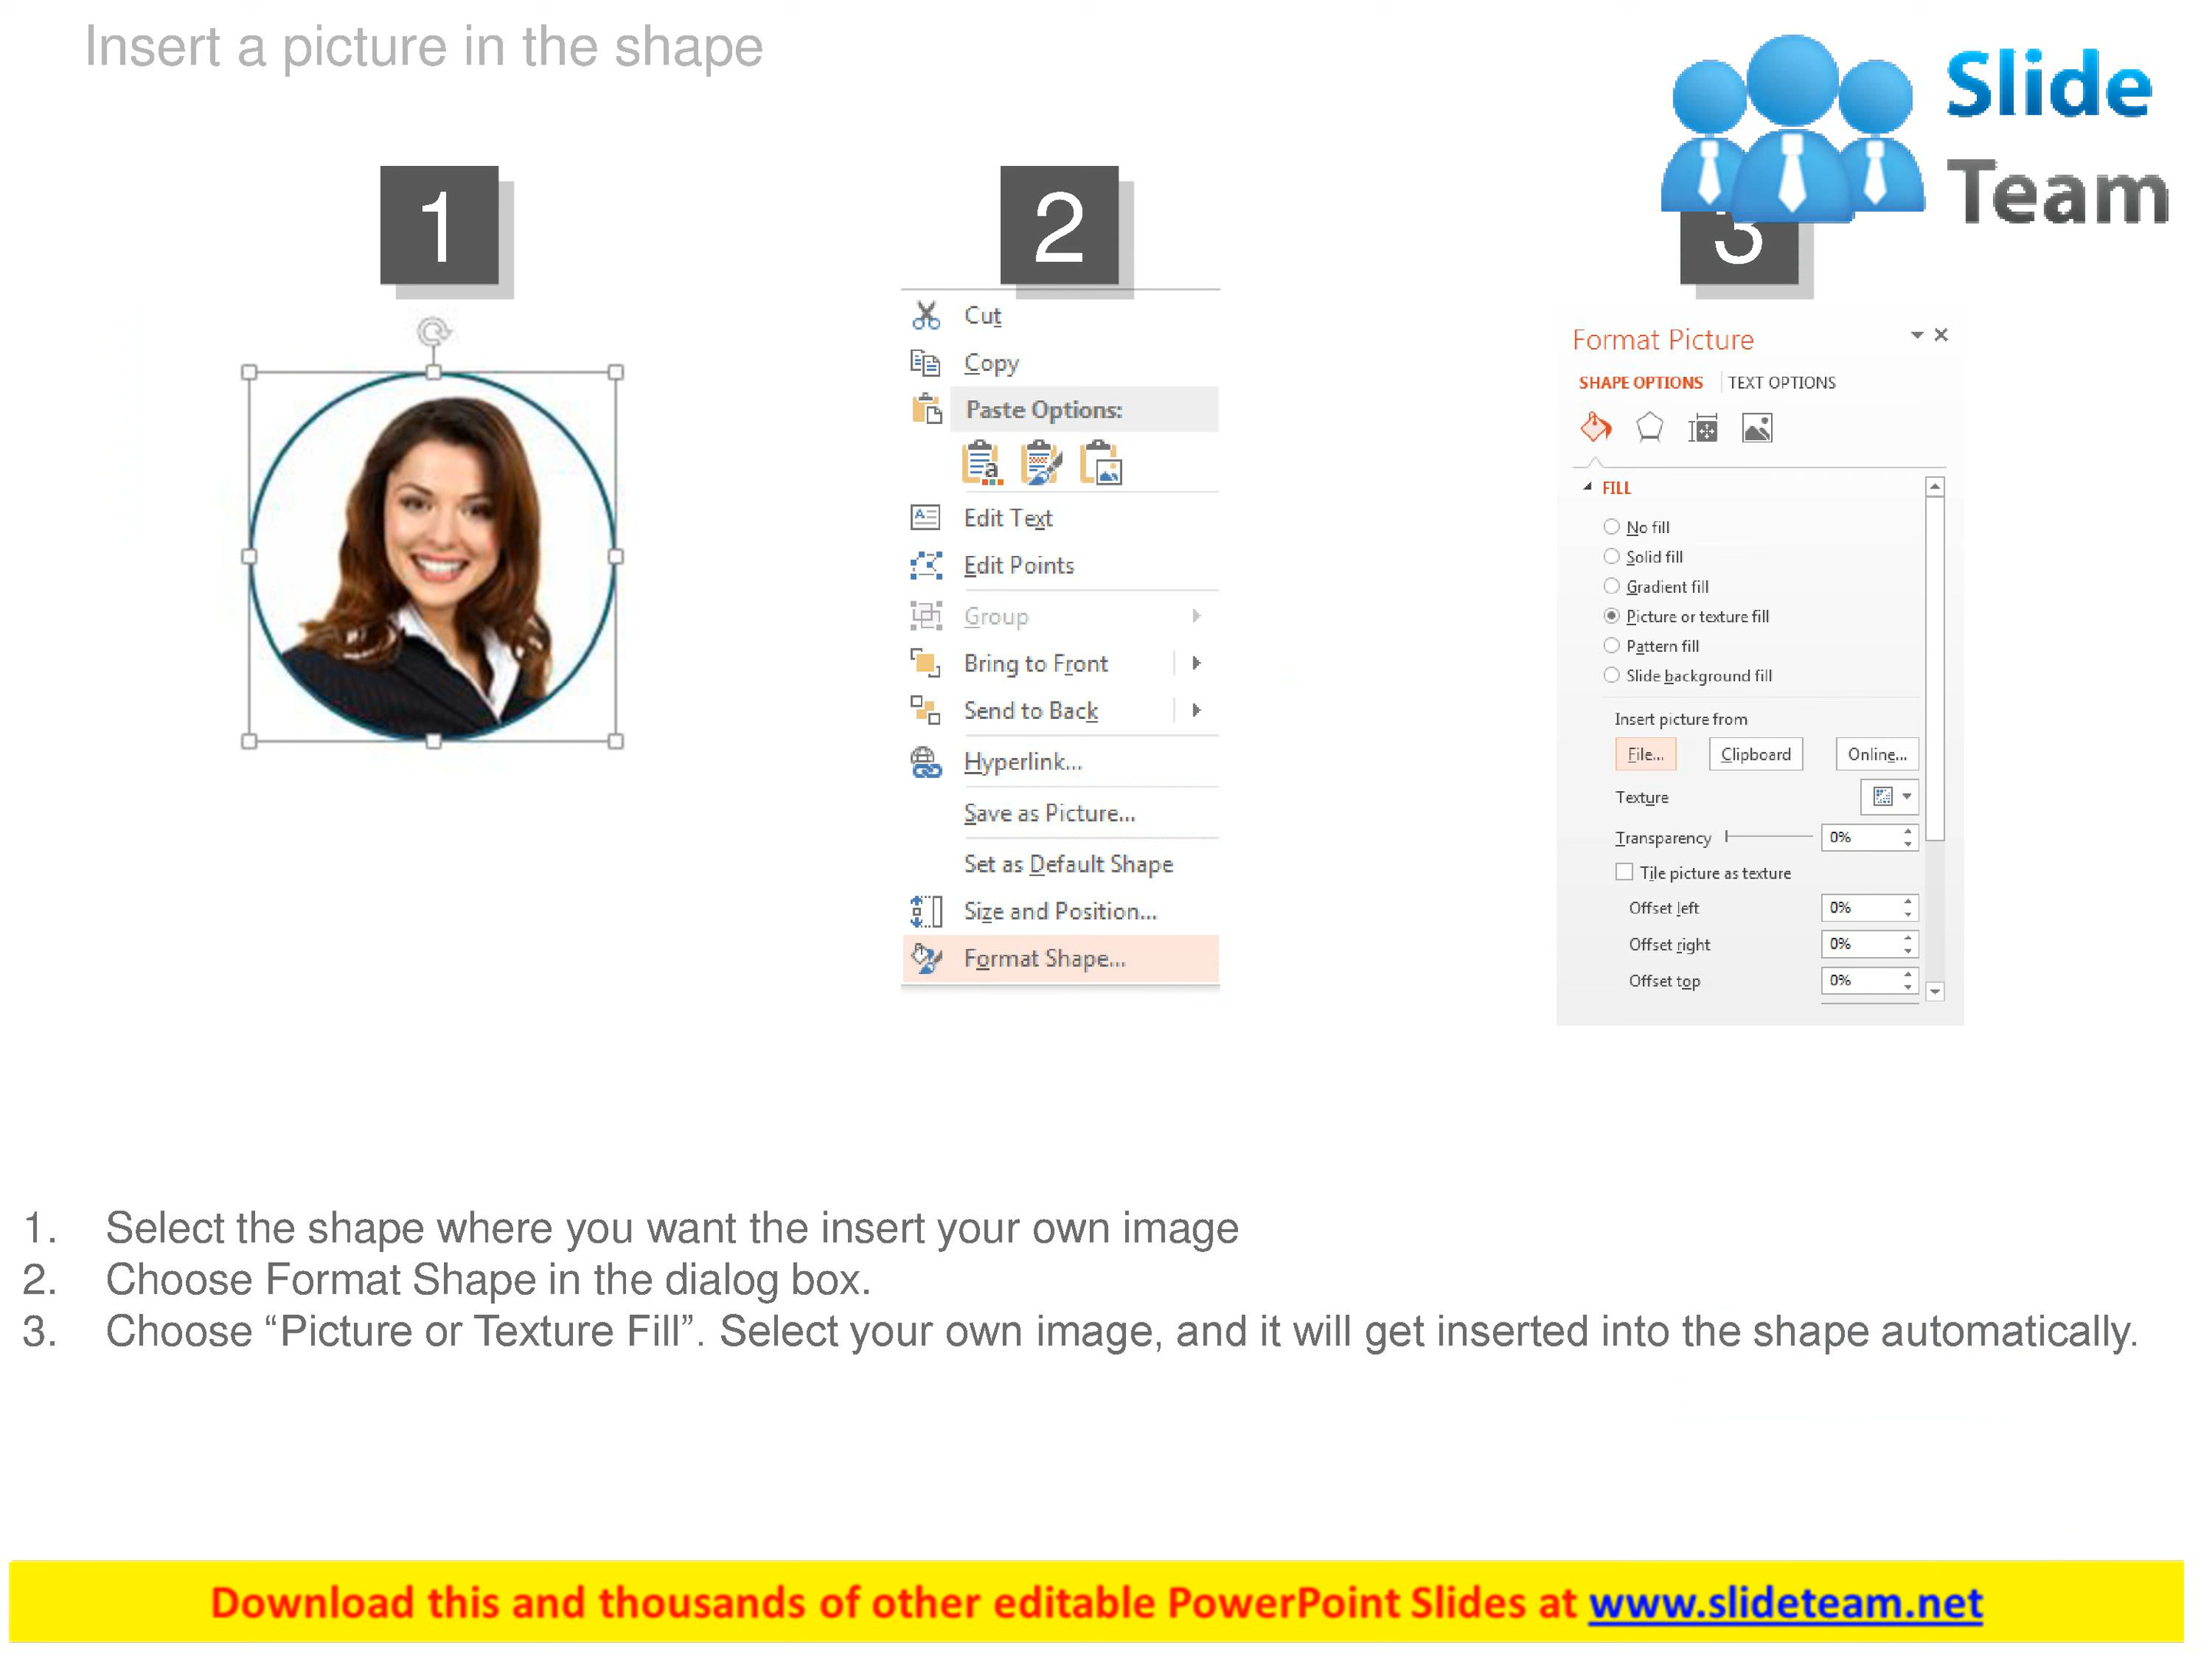 Insert a picture in the shape
Slide
Team
1
2
3
Cut
Copy
Paste Options:
Edit Text
Edit Points
Group
Bring to Front
Send to Back
Hyperlink...
Save as Picture...
Set as Default Shape
Size and Position...
Format Shape...
Format Picture
SHAPE OPTIONS TEXT OPTIONS
FILL
No fill
Solid fill
Gradient fill
Picture or texture fill
Pattern fill
Slide background fill
Insert picture from
File... Clipboard Online...
Texture
Transparency 0%
Tile picture as texture
Offset left 0%
Offset right 0%
Offset top 0%
1. Select the shape where you want the insert your own image
2. Choose Format Shape in the dialog box.
3. Choose “Picture or Texture Fill”. Select your own image, and it will get inserted into the shape automatically.
Download this and thousands of other editable PowerPoint Slides at www.slideteam.net